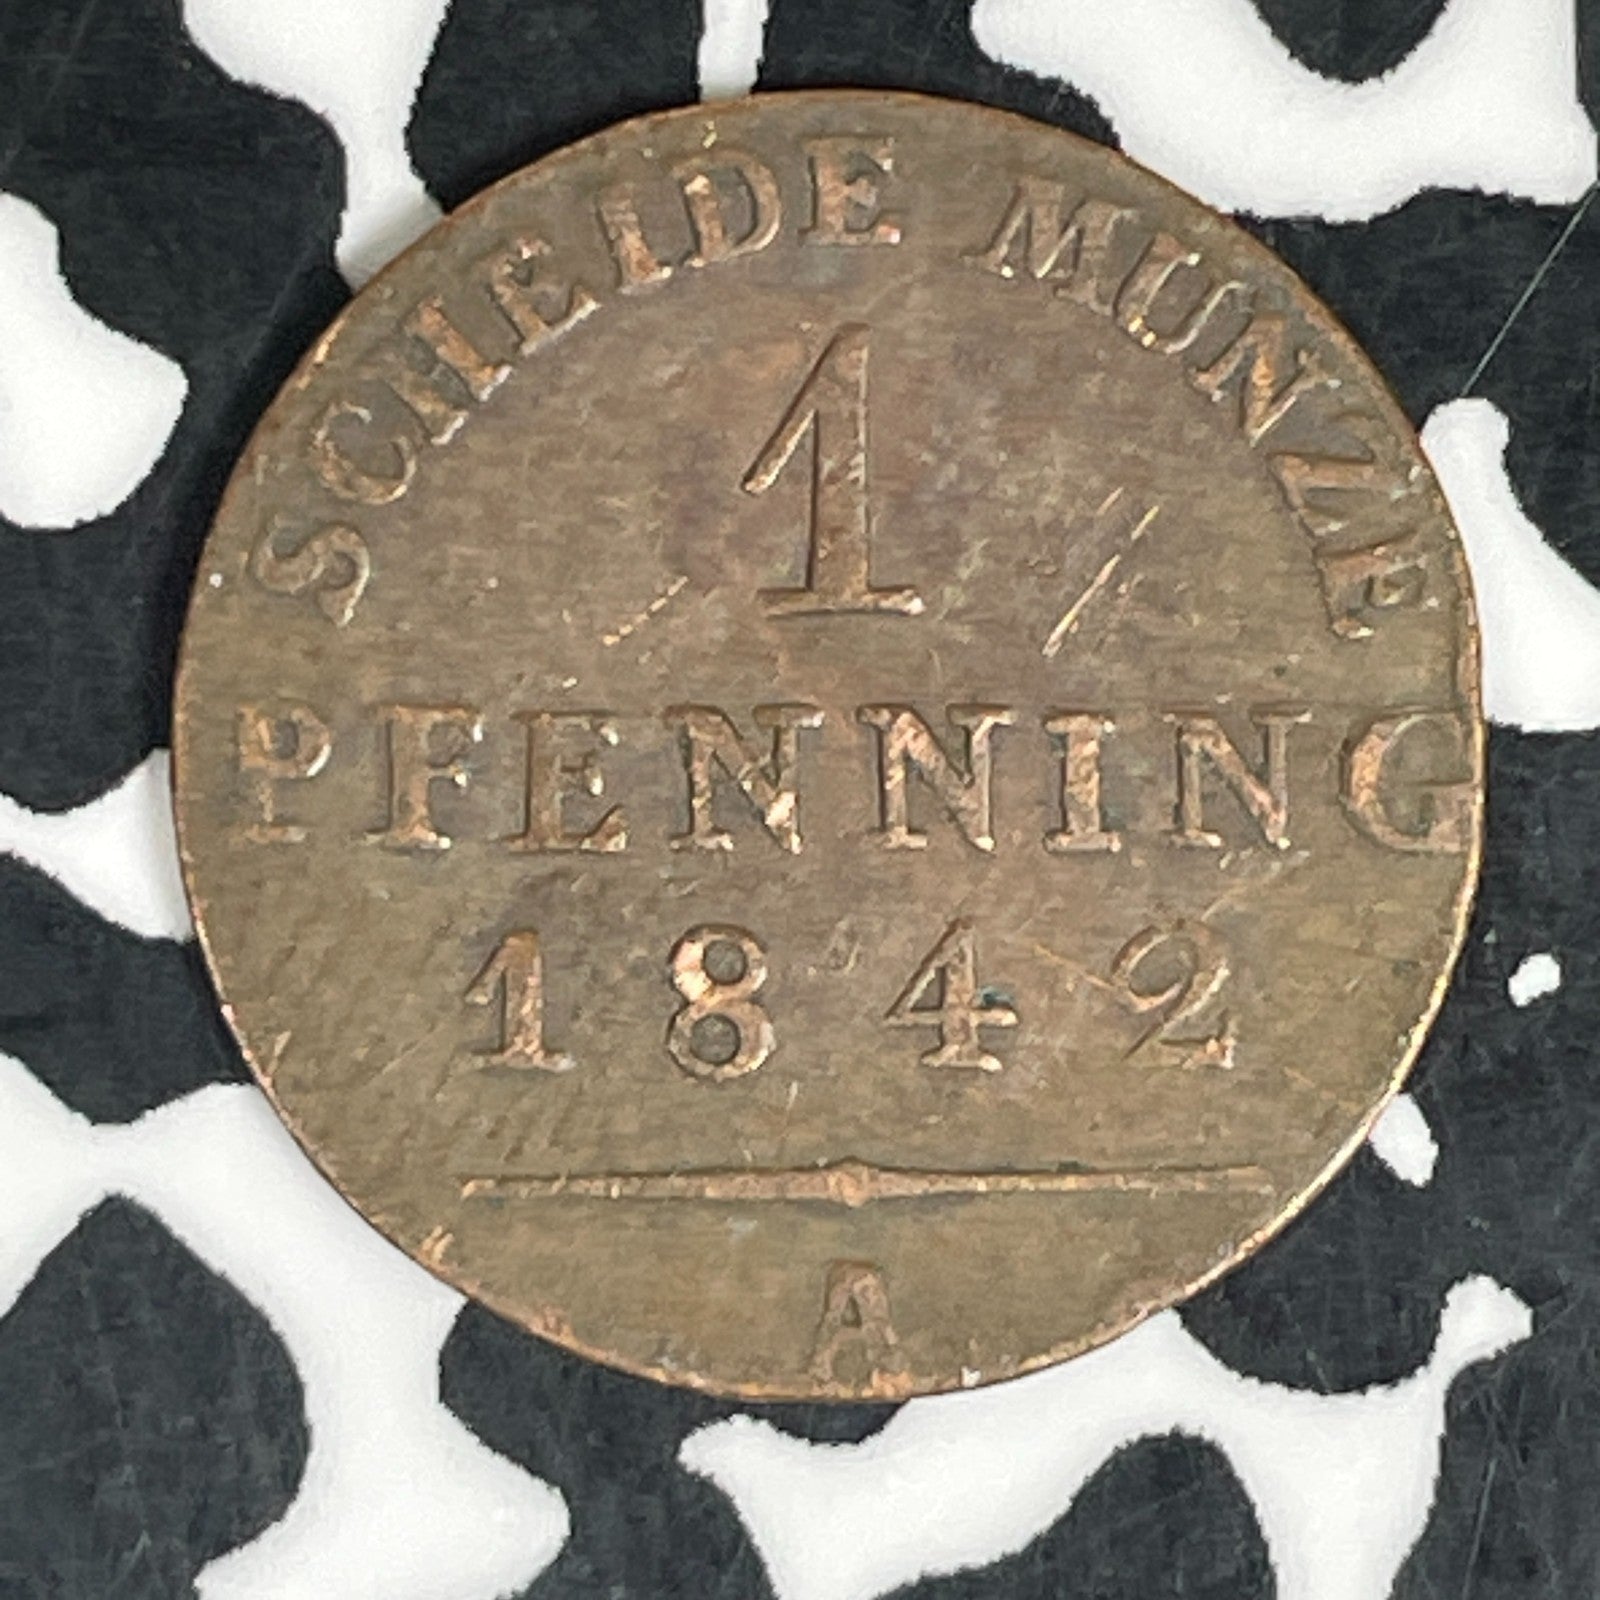 SCHEIDE MÜNZE
1
PFENNING
1842
A